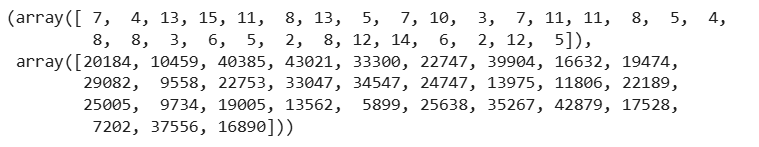 (array([ 7,  4, 13, 15, 11,  8, 13,  5,  7, 10,  3,  7, 11, 11,  8,  5,  4,
        8,  8,  3,  6,  5,  2,  8, 12, 14,  6,  2, 12,  5]),
 array([20184, 10459, 40385, 43021, 33300, 22747, 39904, 16632, 19474,
       29082,  9558, 22753, 33047, 34547, 24747, 13975, 11806, 22189,
       25005,  9734, 19005, 13562,  5899, 25638, 35267, 42879, 17528,
        7202, 37556, 16890]))